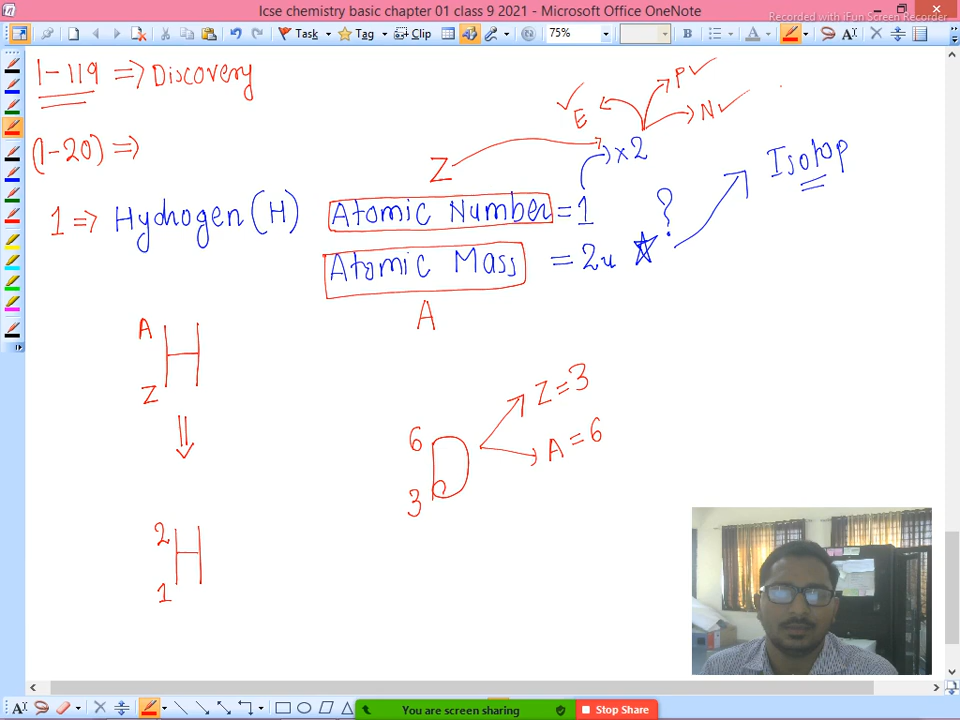 Icse chemistry basic chapter 01 class 9 2021 - Microsoft Office OneNote
Recorded with iFun Screen Recorder
Task Tag Clip 75% B A
1-119 => Discovery
E P N
(1-20) =>
Z x2 Isotop
1 => Hydrogen (H) Atomic Number = 1
Atomic Mass = 2u ?
A
A
H
Z
Z = 3
6
D
3
A = 6
2
H
1
You are screen sharing Stop Share